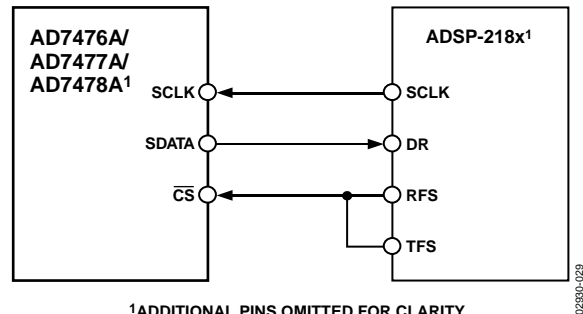 AD7476A/
AD7477A/
AD7478A¹
ADSP-218x¹
SCLK
SCLK
SDATA
DR
CS
RFS
TFS
¹ADDITIONAL PINS OMITTED FOR CLARITY
02930-029